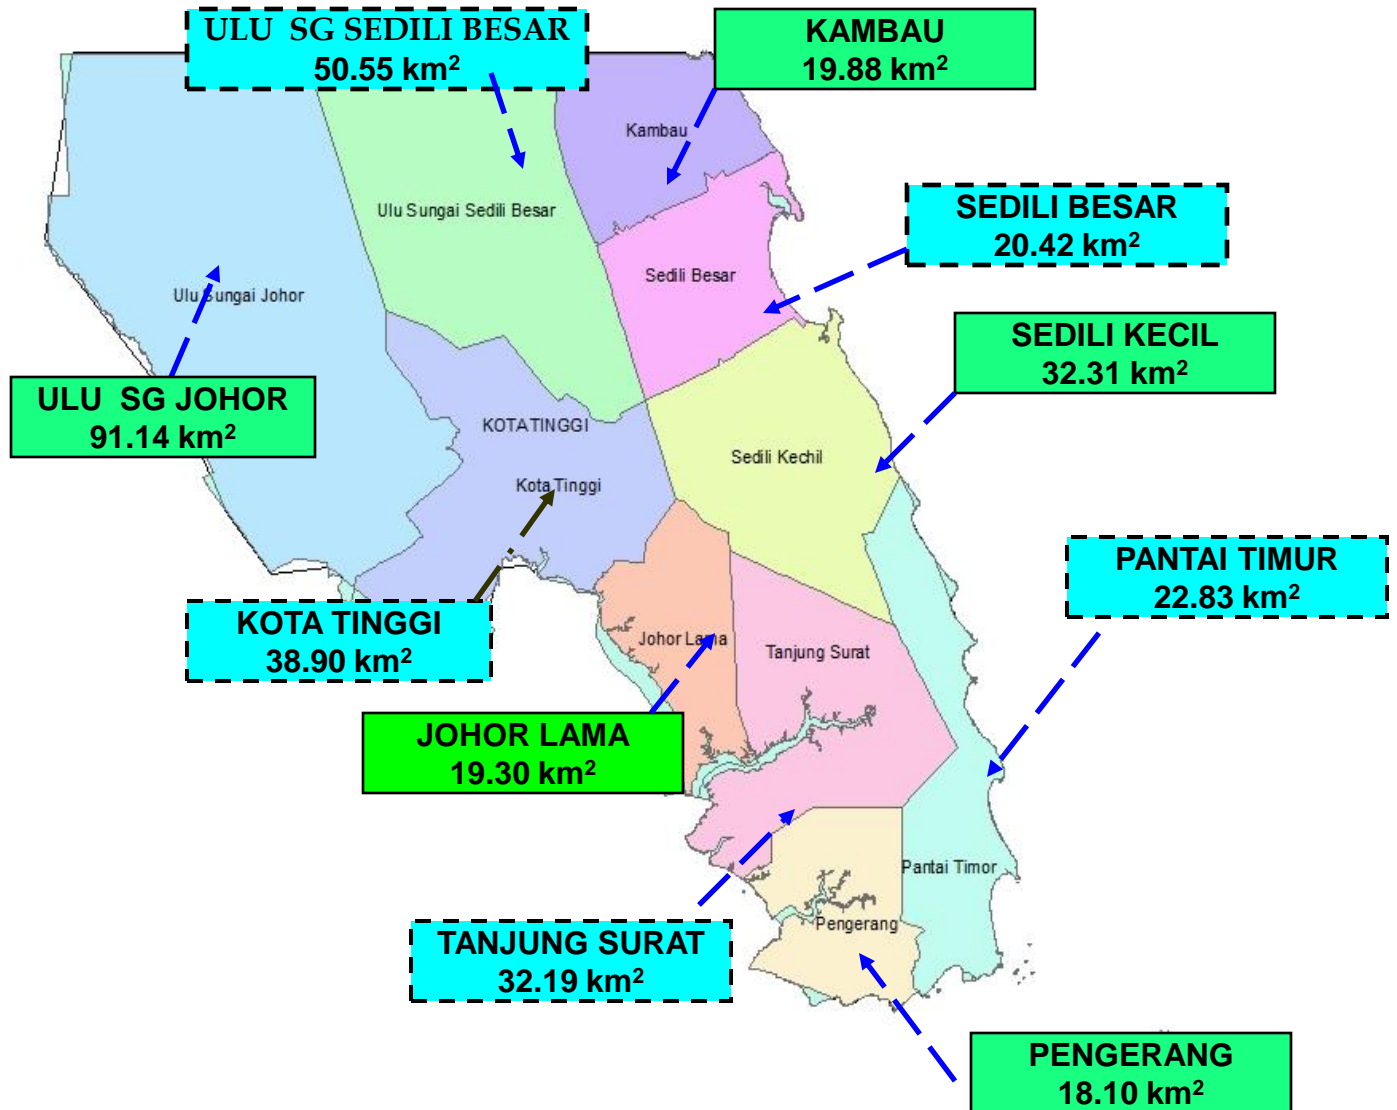 ULU SG SEDILI BESAR
50.55 km²
KAMBAU
19.88 km²
Kambau
Ulu Sungai Sedili Besar
SEDILI BESAR
20.42 km²
Sedili Besar
Ulu Sungai Johor
SEDILI KECIL
32.31 km²
ULU SG JOHOR
91.14 km²
KOTATINGGI
Sedili Kechil
Kota Tinggi
PANTAI TIMUR
22.83 km²
KOTA TINGGI
38.90 km²
Johor Lama
Tanjung Surat
JOHOR LAMA
19.30 km²
Pantai Timor
Pengerang
TANJUNG SURAT
32.19 km²
PENGERANG
18.10 km²